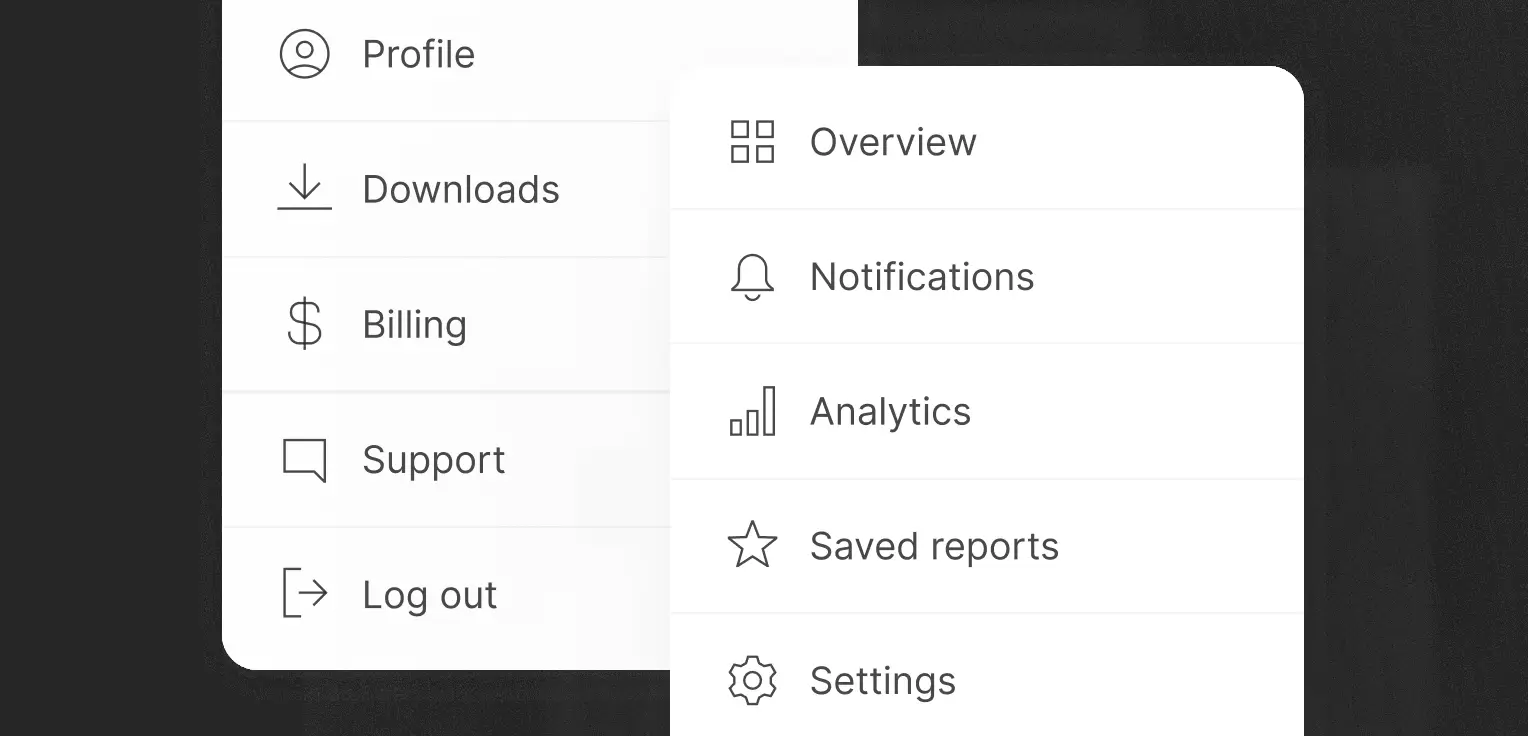 Profile
Downloads
Billing
Support
Log out
Overview
Notifications
Analytics
Saved reports
Settings